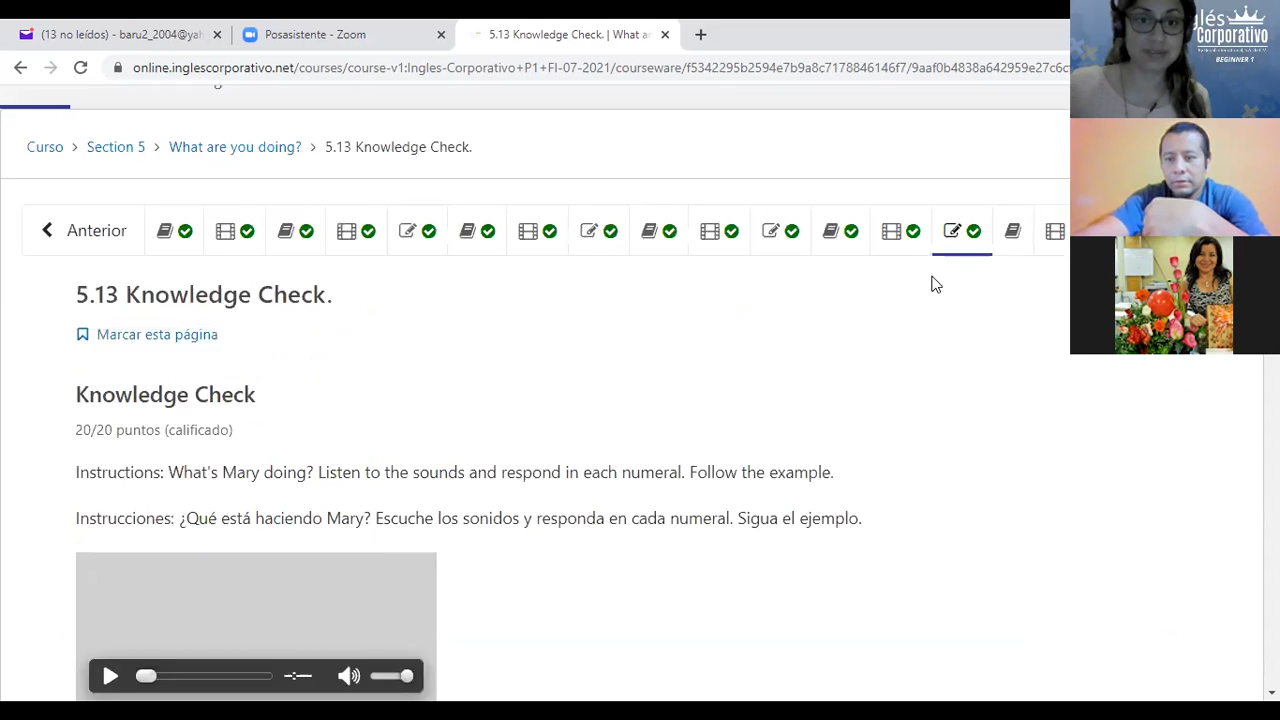 (13 no leídos) - baru2_2004@yah
Posasistente - Zoom
5.13 Knowledge Check. | What a
online.inglescorporativo.net/courses/course-v1:Ingles-Corporativo+P1+FI-07-2021/courseware/f5342295b2594e7b9a8c7178846146f7/9aaf0b4838a642959e27c6c
glés
Corporativo
BEGINNER 1
Curso > Section 5 > What are you doing? > 5.13 Knowledge Check.
Anterior
5.13 Knowledge Check.
Marcar esta página
Knowledge Check
20/20 puntos (calificado)
Instructions: What's Mary doing? Listen to the sounds and respond in each numeral. Follow the example.
Instrucciones: ¿Qué está haciendo Mary? Escuche los sonidos y responda en cada numeral. Sigua el ejemplo.
-:-